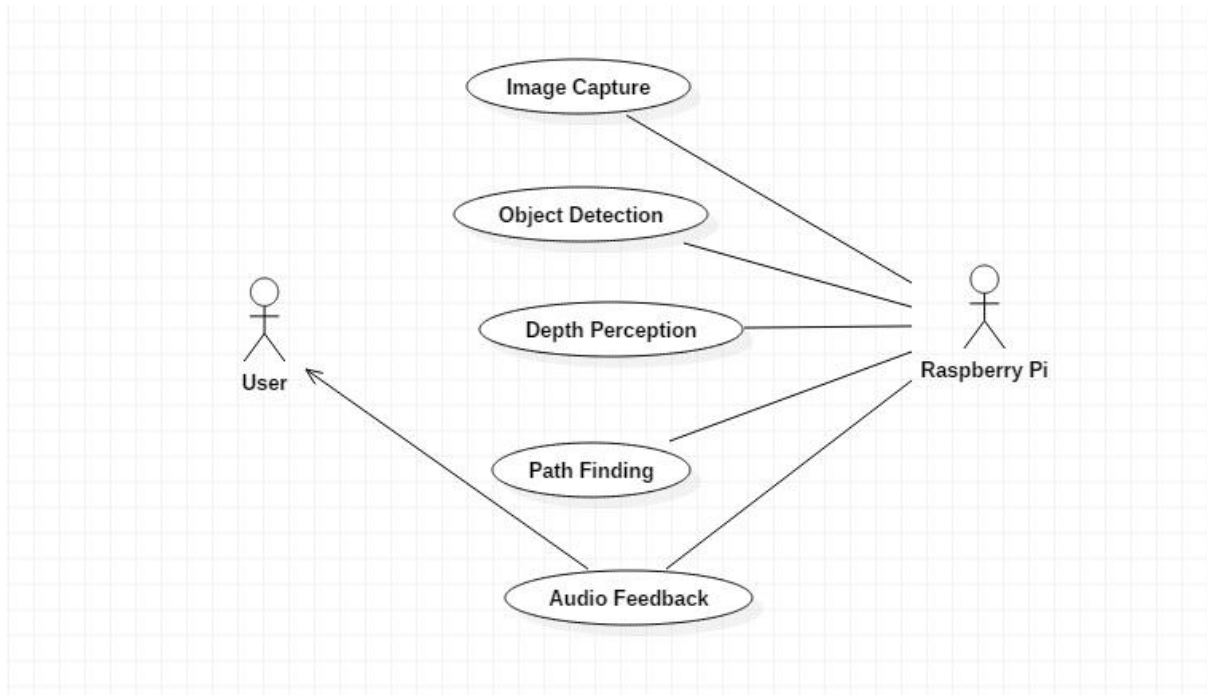 Image Capture
Object Detection
Depth Perception
User
Raspberry Pi
Path Finding
Audio Feedback